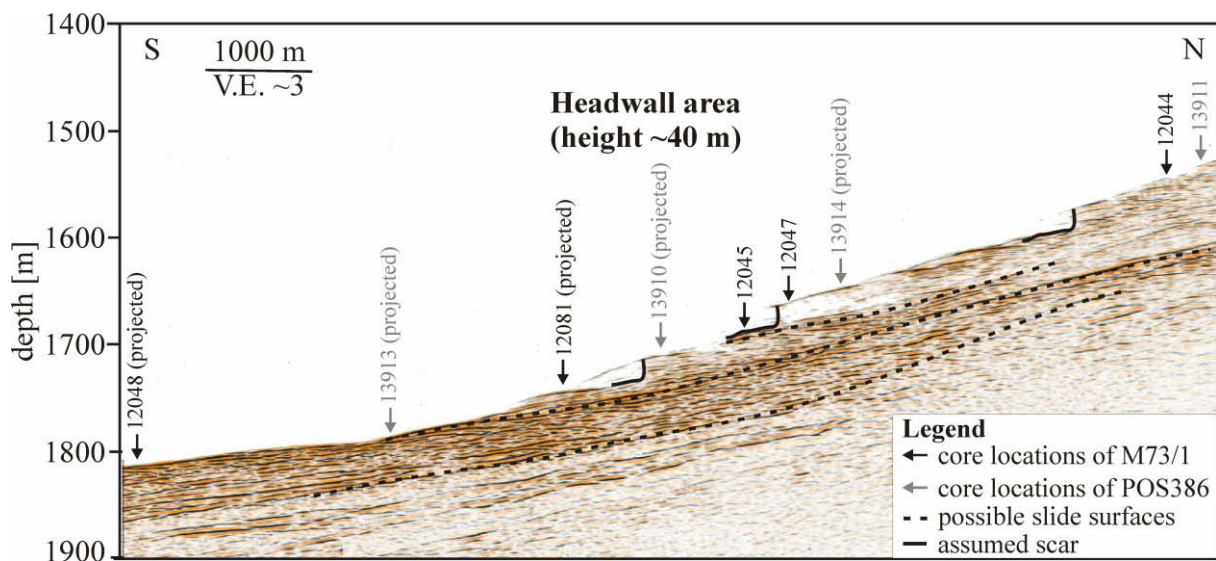 1400
1500
1600
1700
1800
1900
depth [m]
S
N
1000 m
V.E. ~3
Headwall area
(height ~40 m)
12048 (projected)
13913 (projected)
12081 (projected)
13910 (projected)
12045
12047
13914 (projected)
12044
13911
Legend
core locations of M73/1
core locations of POS386
possible slide surfaces
assumed scar